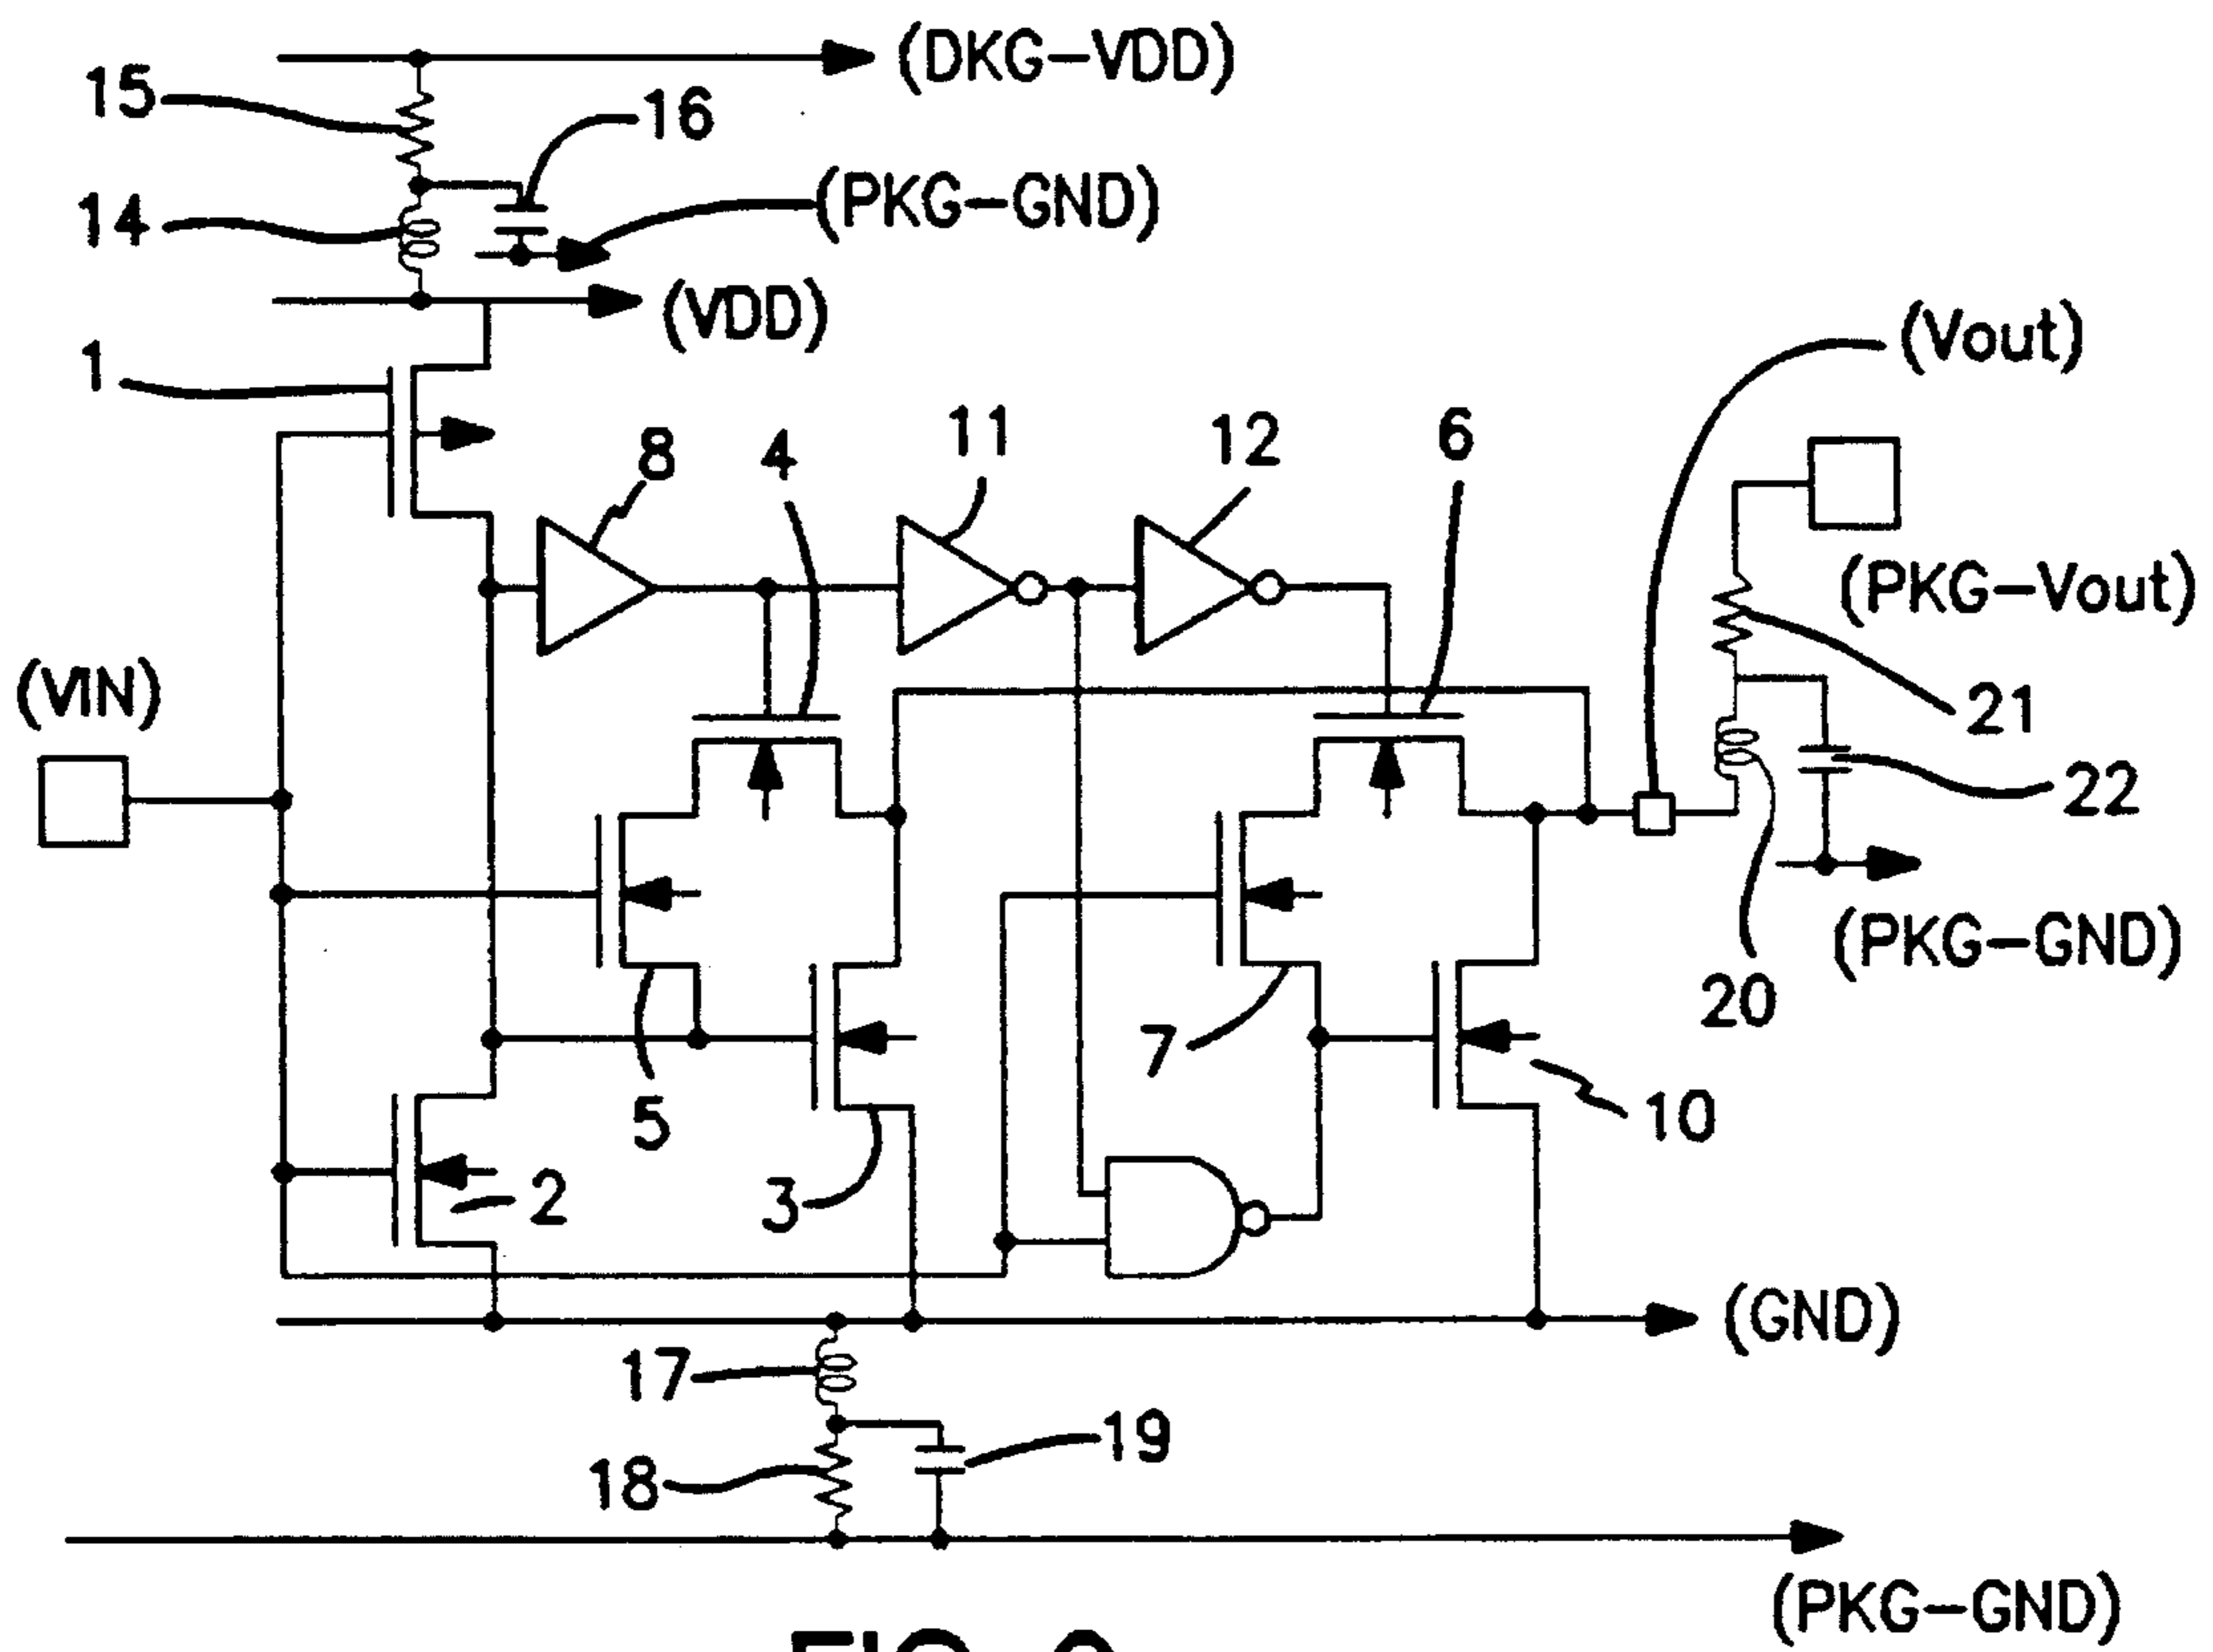 (DKG-VDD)
15
16
(PKG-GND)
14
(VDD)
(Vout)
1
8
4
11
12
6
(PKG-Vout)
(VIN)
21
22
(PKG-GND)
20
7
5
10
2
3
(GND)
17
19
18
(PKG-GND)